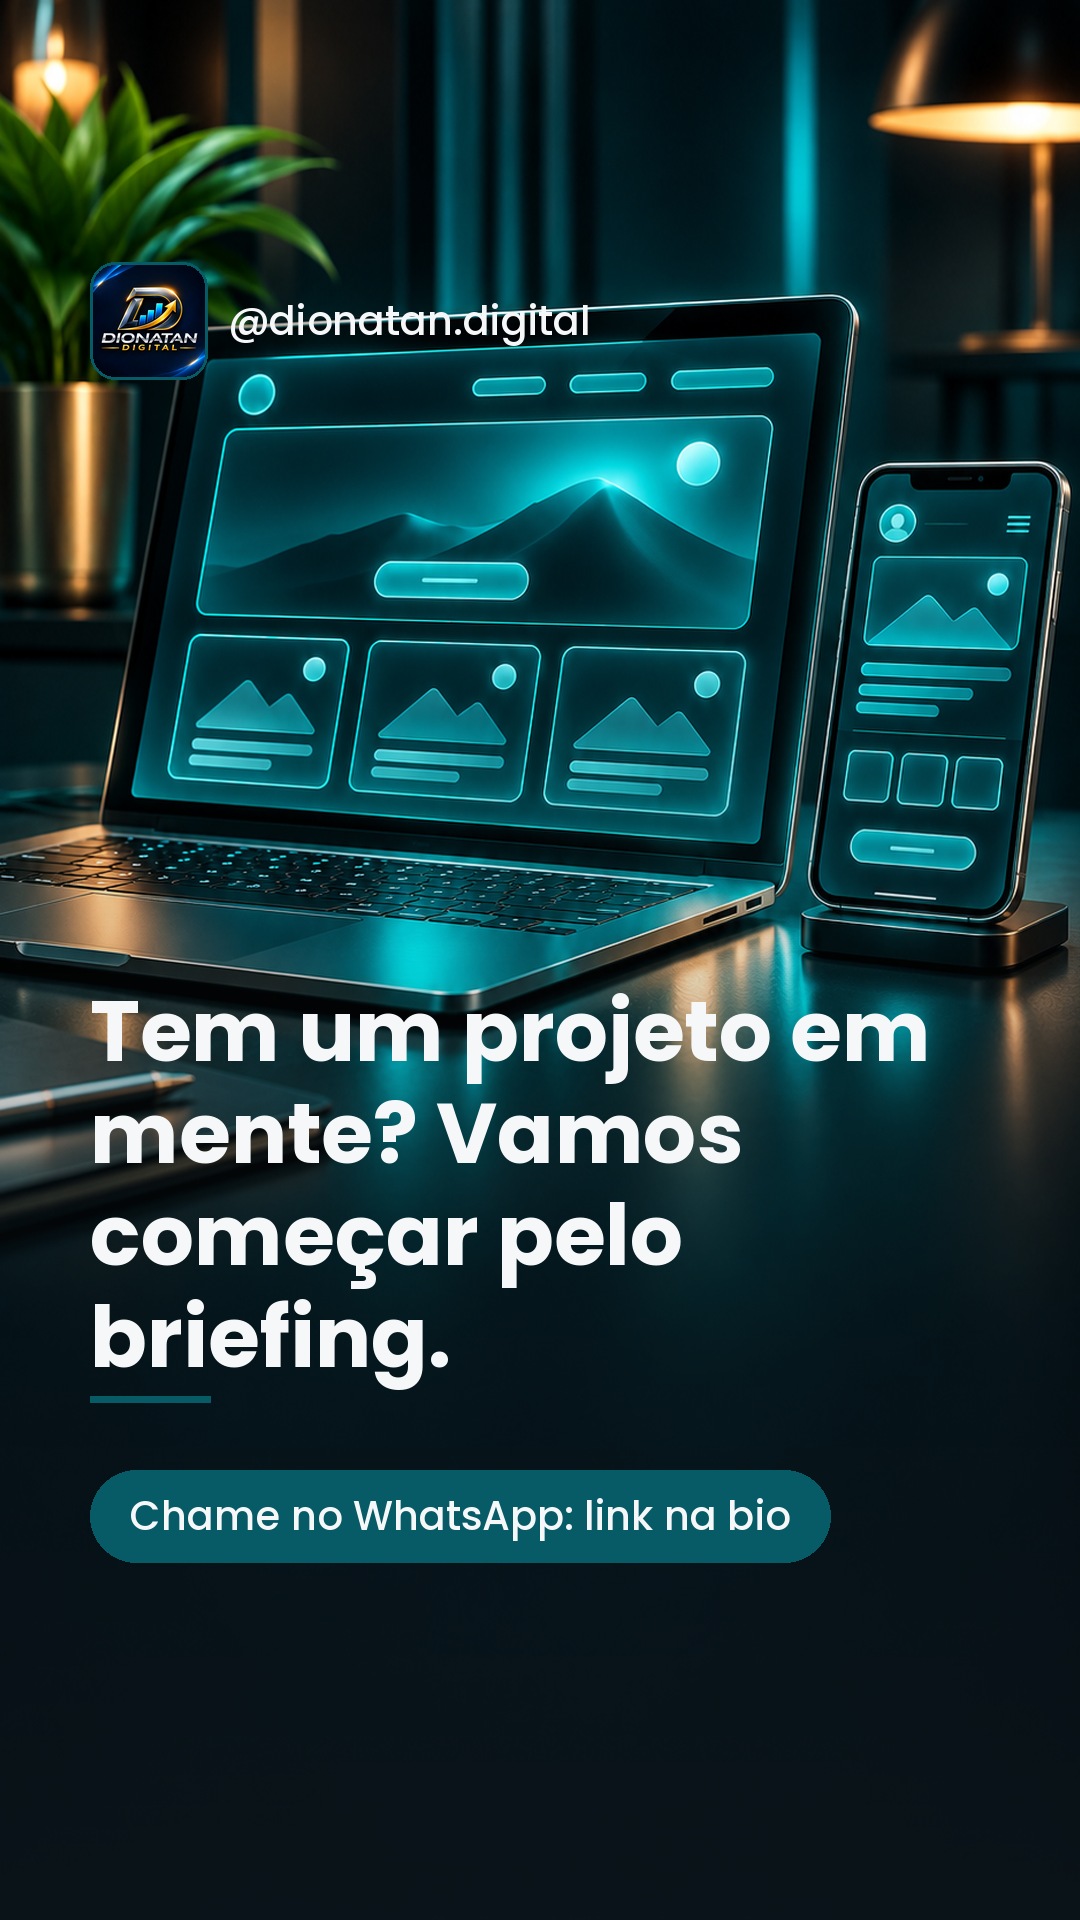 DIONATAN
DIGITAL
@dionatan.digital
Tem um projeto em
mente? Vamos
começar pelo
briefing.
Chame no WhatsApp: link na bio